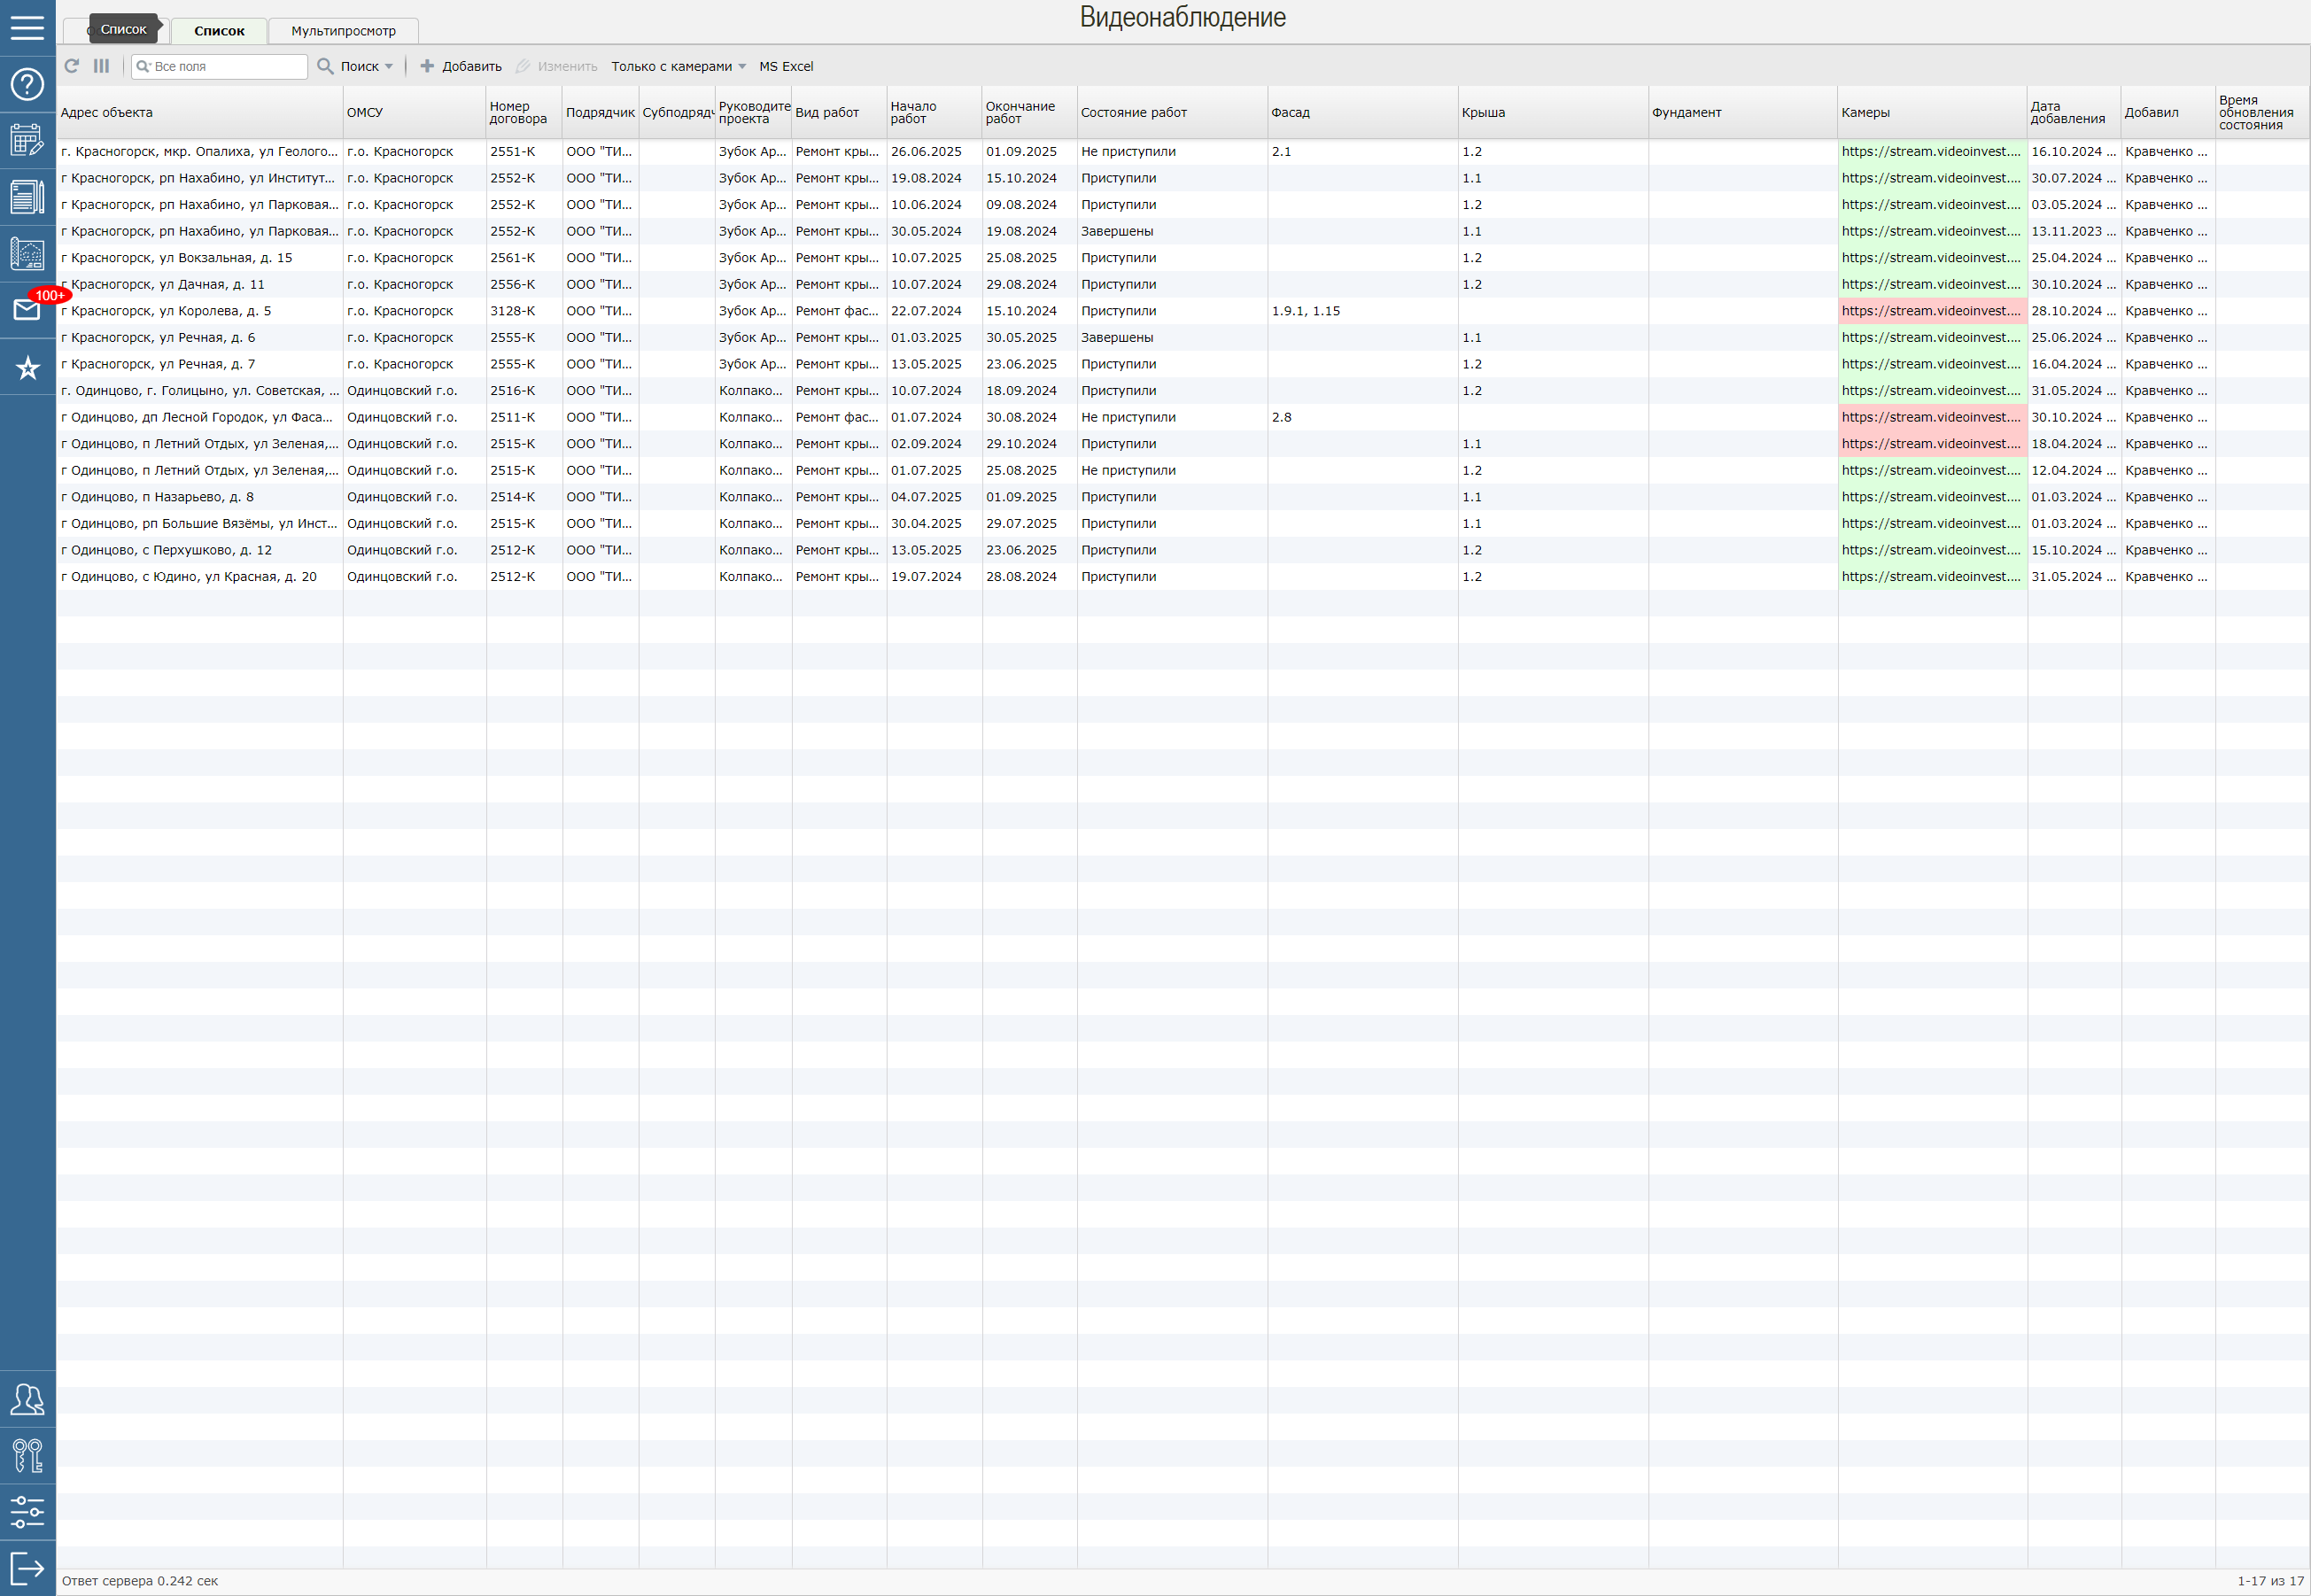 Видеонаблюдение
Список Список Мультипросмотр
Все поля Поиск Добавить Изменить Только с камерами MS Excel
Адрес объекта ОМСУ Номер договора Подрядчик Субподряд Руководите проекта Вид работ Начало работ Окончание работ Состояние работ Фасад Крыша Фундамент Камеры Дата добавления Добавил Время обновления состояния
г. Красногорск, мкр. Опалиха, ул Геолого... г.о. Красногорск 2551-К ООО "ТИ... Зубок Ар... Ремонт кры... 26.06.2025 01.09.2025 Не приступили 2.1 1.2 https://stream.videoinvest.... 16.10.2024 ... Кравченко ...
г Красногорск, рп Нахабино, ул Институт... г.о. Красногорск 2552-К ООО "ТИ... Зубок Ар... Ремонт кры... 19.08.2024 15.10.2024 Приступили 1.1 https://stream.videoinvest.... 30.07.2024 ... Кравченко ...
г Красногорск, рп Нахабино, ул Парковая... г.о. Красногорск 2552-К ООО "ТИ... Зубок Ар... Ремонт кры... 10.06.2024 09.08.2024 Приступили 1.2 https://stream.videoinvest.... 03.05.2024 ... Кравченко ...
г Красногорск, рп Нахабино, ул Парковая... г.о. Красногорск 2552-К ООО "ТИ... Зубок Ар... Ремонт кры... 30.05.2024 19.08.2024 Завершены 1.1 https://stream.videoinvest.... 13.11.2023 ... Кравченко ...
г Красногорск, ул Вокзальная, д. 15 г.о. Красногорск 2561-К ООО "ТИ... Зубок Ар... Ремонт кры... 10.07.2025 25.08.2025 Приступили 1.2 https://stream.videoinvest.... 25.04.2024 ... Кравченко ...
100+ г Красногорск, ул Дачная, д. 11 г.о. Красногорск 2556-К ООО "ТИ... Зубок Ар... Ремонт кры... 10.07.2024 29.08.2024 Приступили 1.2 https://stream.videoinvest.... 30.10.2024 ... Кравченко ...
г Красногорск, ул Королева, д. 5 г.о. Красногорск 3128-К ООО "ТИ... Зубок Ар... Ремонт фас... 22.07.2024 15.10.2024 Приступили 1.9.1, 1.15 https://stream.videoinvest.... 28.10.2024 ... Кравченко ...
г Красногорск, ул Речная, д. 6 г.о. Красногорск 2555-К ООО "ТИ... Зубок Ар... Ремонт кры... 01.03.2025 30.05.2025 Завершены 1.1 https://stream.videoinvest.... 25.06.2024 ... Кравченко ...
г Красногорск, ул Речная, д. 7 г.о. Красногорск 2555-К ООО "ТИ... Зубок Ар... Ремонт кры... 13.05.2025 23.06.2025 Приступили 1.2 https://stream.videoinvest.... 16.04.2024 ... Кравченко ...
г. Одинцово, г. Голицыно, ул. Советская, ... Одинцовский г.о. 2516-К ООО "ТИ... Колпако... Ремонт кры... 10.07.2024 18.09.2024 Приступили 1.2 https://stream.videoinvest.... 31.05.2024 ... Кравченко ...
г Одинцово, дп Лесной Городок, ул Фаса... Одинцовский г.о. 2511-К ООО "ТИ... Колпако... Ремонт фас... 01.07.2024 30.08.2024 Не приступили 2.8 https://stream.videoinvest.... 30.10.2024 ... Кравченко ...
г Одинцово, п Летний Отдых, ул Зеленая,... Одинцовский г.о. 2515-К ООО "ТИ... Колпако... Ремонт кры... 02.09.2024 29.10.2024 Приступили 1.1 https://stream.videoinvest.... 18.04.2024 ... Кравченко ...
г Одинцово, п Летний Отдых, ул Зеленая,... Одинцовский г.о. 2515-К ООО "ТИ... Колпако... Ремонт кры... 01.07.2025 25.08.2025 Не приступили 1.2 https://stream.videoinvest.... 12.04.2024 ... Кравченко ...
г Одинцово, п Назарьево, д. 8 Одинцовский г.о. 2514-К ООО "ТИ... Колпако... Ремонт кры... 04.07.2025 01.09.2025 Приступили 1.1 https://stream.videoinvest.... 01.03.2024 ... Кравченко ...
г Одинцово, рп Большие Вязёмы, ул Инст... Одинцовский г.о. 2515-К ООО "ТИ... Колпако... Ремонт кры... 30.04.2025 29.07.2025 Приступили 1.1 https://stream.videoinvest.... 01.03.2024 ... Кравченко ...
г Одинцово, с Перхушково, д. 12 Одинцовский г.о. 2512-К ООО "ТИ... Колпако... Ремонт кры... 13.05.2025 23.06.2025 Приступили 1.2 https://stream.videoinvest.... 15.10.2024 ... Кравченко ...
г Одинцово, с Юдино, ул Красная, д. 20 Одинцовский г.о. 2512-К ООО "ТИ... Колпако... Ремонт кры... 19.07.2024 28.08.2024 Приступили 1.2 https://stream.videoinvest.... 31.05.2024 ... Кравченко ...
Ответ сервера 0.242 сек 1-17 из 17